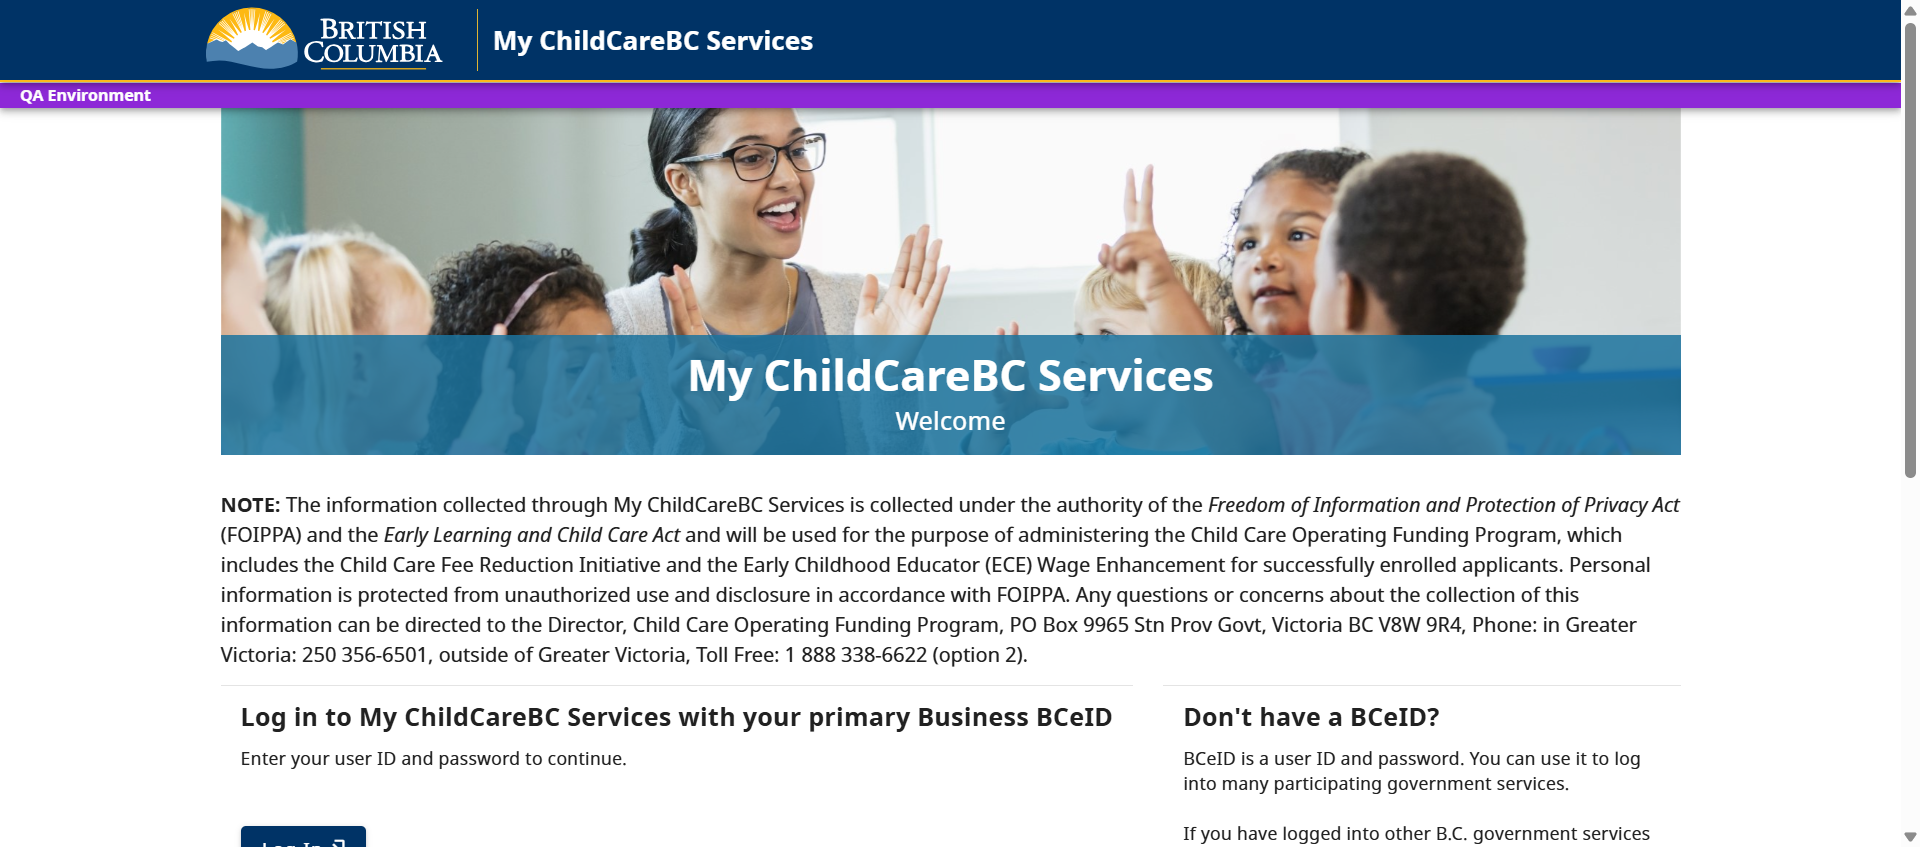 BRITISH
COLUMBIA
My ChildCareBC Services
QA Environment
My ChildCareBC Services
Welcome
NOTE: The information collected through My ChildCareBC Services is collected under the authority of the Freedom of Information and Protection of Privacy Act
(FOIPPA) and the Early Learning and Child Care Act and will be used for the purpose of administering the Child Care Operating Funding Program, which
includes the Child Care Fee Reduction Initiative and the Early Childhood Educator (ECE) Wage Enhancement for successfully enrolled applicants. Personal
information is protected from unauthorized use and disclosure in accordance with FOIPPA. Any questions or concerns about the collection of this
information can be directed to the Director, Child Care Operating Funding Program, PO Box 9965 Stn Prov Govt, Victoria BC V8W 9R4, Phone: in Greater
Victoria: 250 356-6501, outside of Greater Victoria, Toll Free: 1 888 338-6622 (option 2).
Log in to My ChildCareBC Services with your primary Business BCeID
Enter your user ID and password to continue.
Log In
Don't have a BCeID?
BCeID is a user ID and password. You can use it to log
into many participating government services.
If you have logged into other B.C. government services